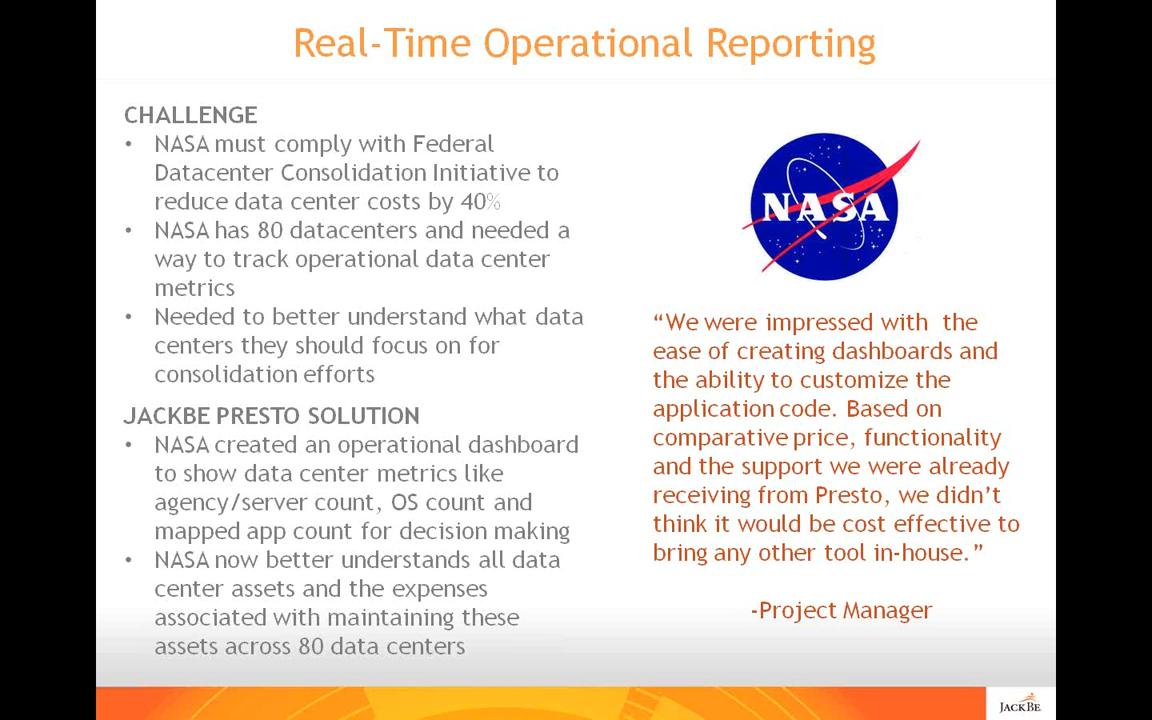 Real-Time Operational Reporting
CHALLENGE
• NASA must comply with Federal
Datacenter Consolidation Initiative to
reduce data center costs by 40%
• NASA has 80 datacenters and needed a
way to track operational data center
metrics
• Needed to better understand what data
centers they should focus on for
consolidation efforts
JACKBE PRESTO SOLUTION
• NASA created an operational dashboard
to show data center metrics like
agency/server count, OS count and
mapped app count for decision making
• NASA now better understands all data
center assets and the expenses
associated with maintaining these
assets across 80 data centers
NASA
“We were impressed with the
ease of creating dashboards and
the ability to customize the
application code. Based on
comparative price, functionality
and the support we were already
receiving from Presto, we didn’t
think it would be cost effective to
bring any other tool in-house.”
-Project Manager
JACKBE